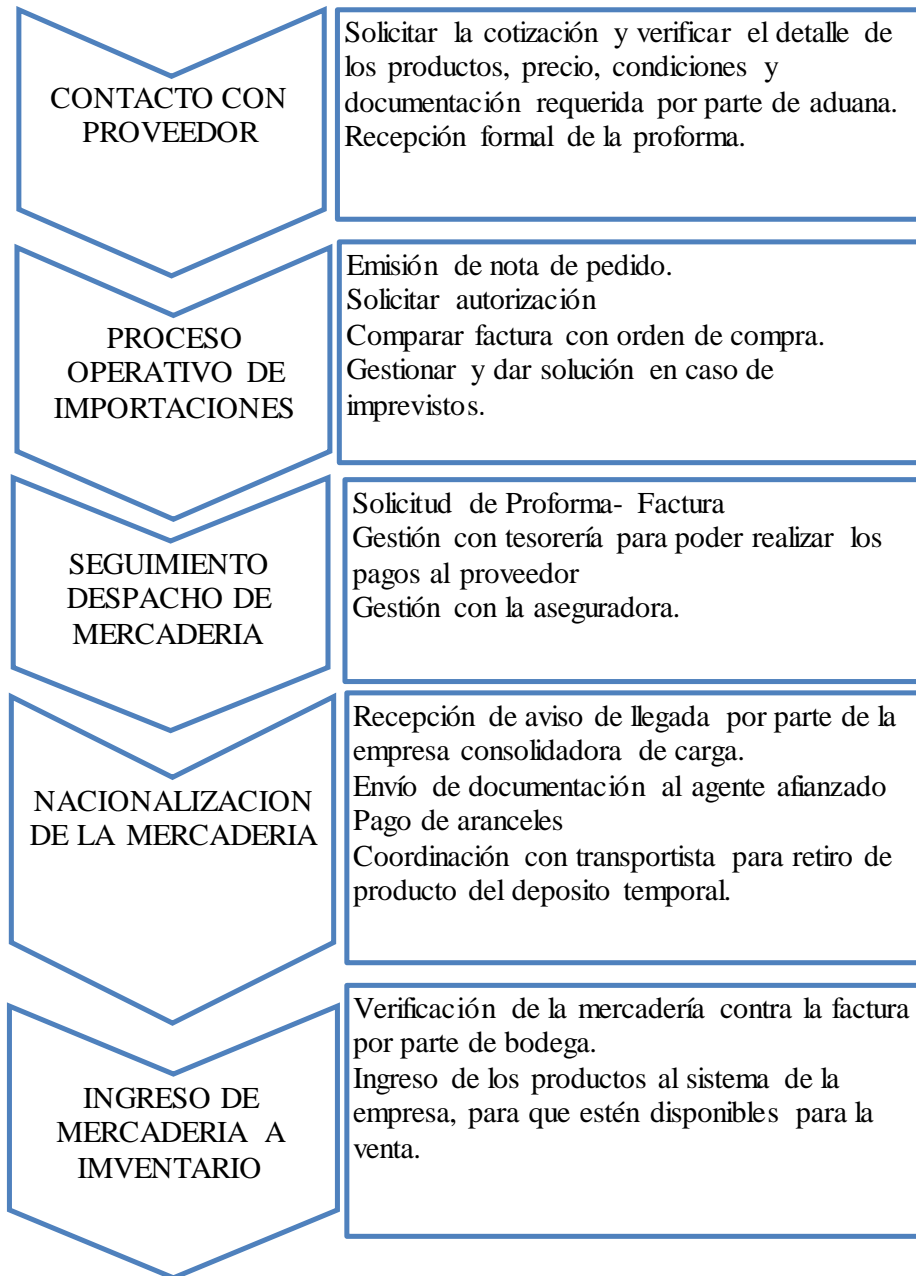 CONTACTO CON
PROVEEDOR
Solicitar la cotización y verificar el detalle de
los productos, precio, condiciones y
documentación requerida por parte de aduana.
Recepción formal de la proforma.
PROCESO
OPERATIVO DE
IMPORTACIONES
Emisión de nota de pedido.
Solicitar autorización
Comparar factura con orden de compra.
Gestionar y dar solución en caso de
imprevistos.
SEGUIMIENTO
DESPACHO DE
MERCADERIA
Solicitud de Proforma- Factura
Gestión con tesorería para poder realizar los
pagos al proveedor
Gestión con la aseguradora.
NACIONALIZACION
DE LA MERCADERIA
Recepción de aviso de llegada por parte de la
empresa consolidadora de carga.
Envío de documentación al agente afianzado
Pago de aranceles
Coordinación con transportista para retiro de
producto del deposito temporal.
INGRESO DE
MERCADERIA A
IMVENTARIO
Verificación de la mercadería contra la factura
por parte de bodega.
Ingreso de los productos al sistema de la
empresa, para que estén disponibles para la
venta.